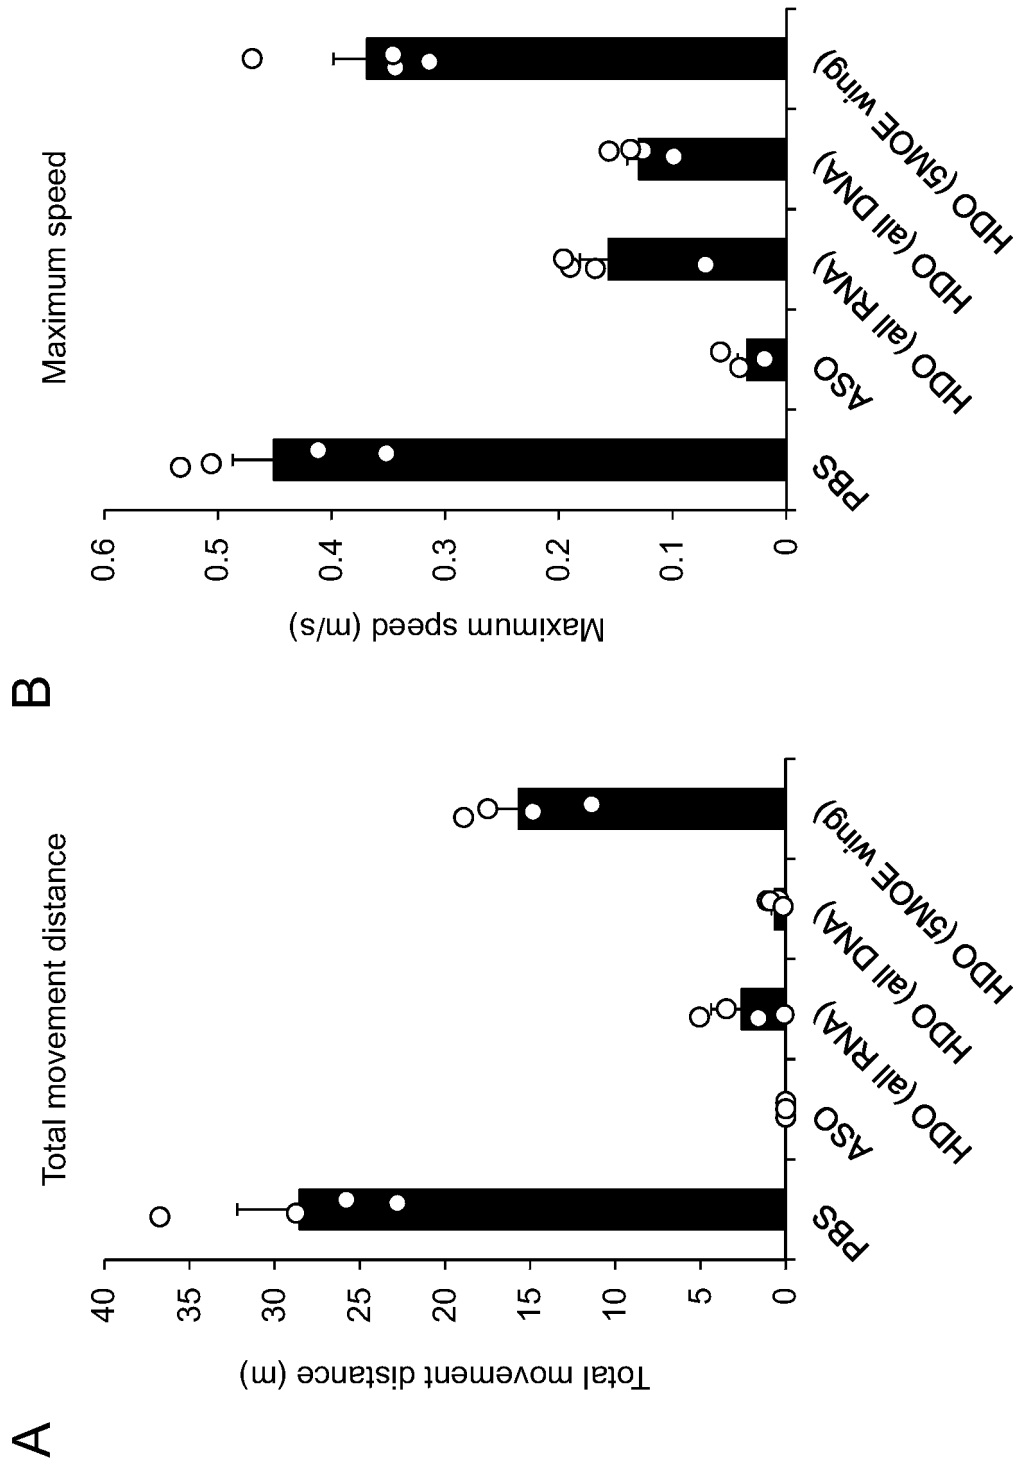 A
Total movement distance
Total movement distance (m)
40
35
30
25
20
15
10
5
0
PBS
ASO
HDO (all RNA)
HDO (all DNA)
HDO (5MOE wing)
B
Maximum speed
Maximum speed (m/s)
0.6
0.5
0.4
0.3
0.2
0.1
0
PBS
ASO
HDO (all RNA)
HDO (all DNA)
HDO (5MOE wing)